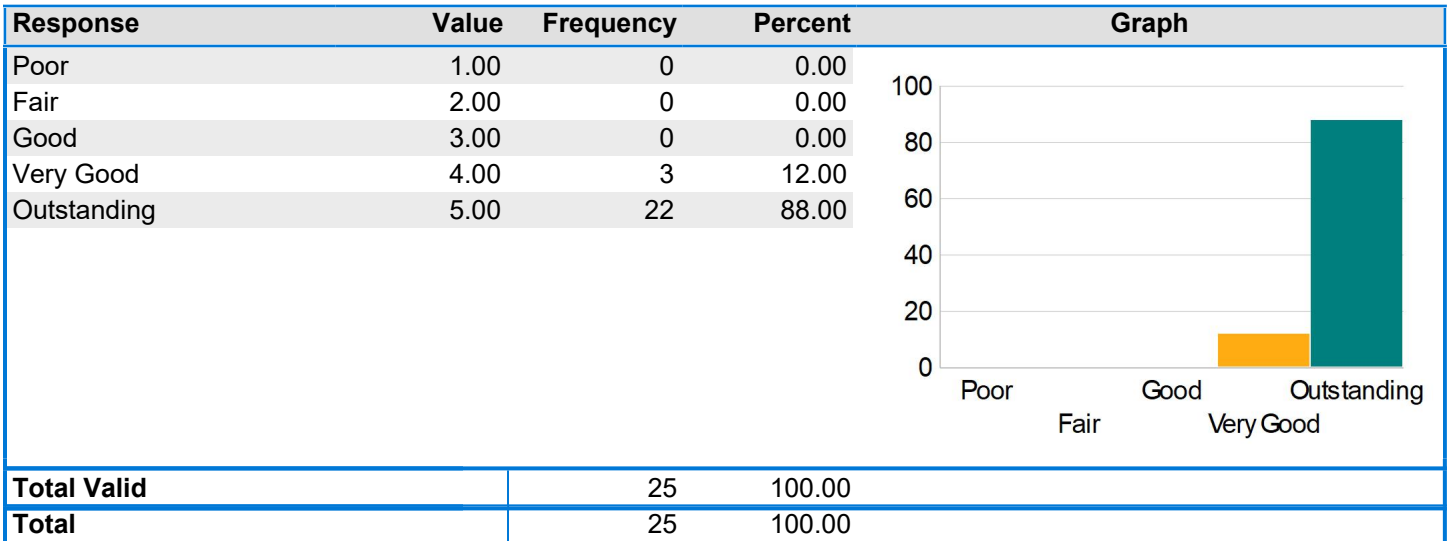 Response Value Frequency Percent Graph
Poor 1.00 0 0.00
Fair 2.00 0 0.00
Good 3.00 0 0.00
Very Good 4.00 3 12.00
Outstanding 5.00 22 88.00
100
80
60
40
20
0
Poor Good Outstanding
Fair Very Good
Total Valid 25 100.00
Total 25 100.00